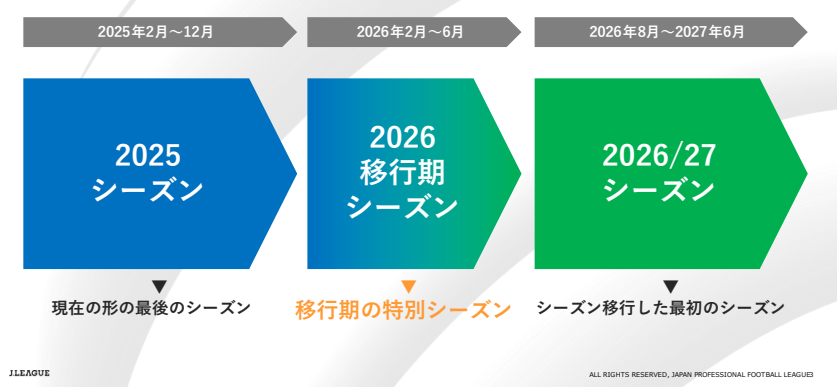 2025年2月～12月
2026年2月～6月
2026年8月～2027年6月
2025
シーズン
2026
移行期
シーズン
2026/27
シーズン
▼
現在の形の最後のシーズン
▼
移行期の特別シーズン
▼
シーズン移行した最初のシーズン
J.LEAGUE
ALL RIGHTS RESERVED, JAPAN PROFESSIONAL FOOTBALL LEAGUE3